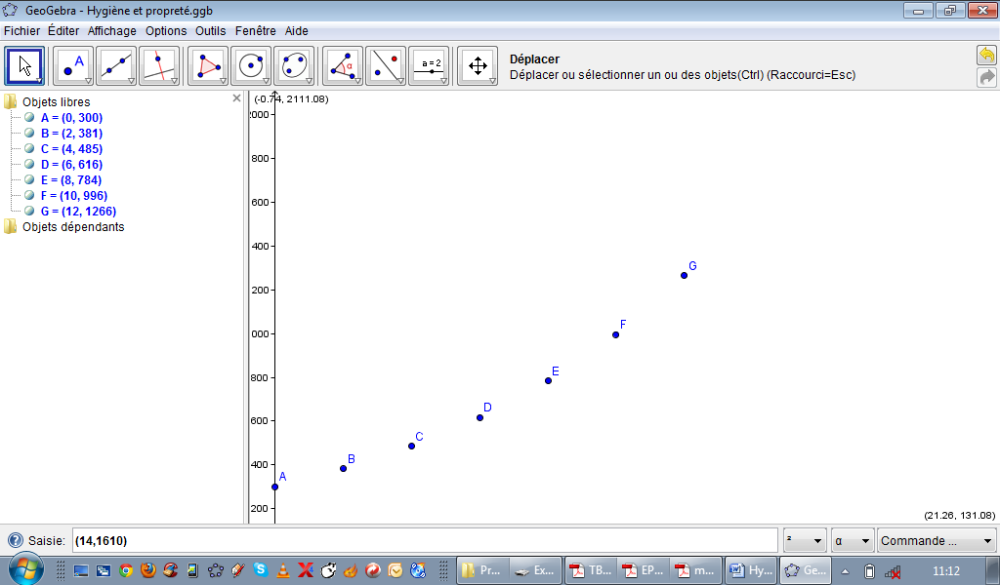 GeoGebra - Hygiène et propreté.ggb
Fichier Éditer Affichage Options Outils Fenêtre Aide
A
α
a = 2
Déplacer
Déplacer ou sélectionner un ou des objets(Ctrl) (Raccourci=Esc)
Objets libres
A = (0, 300)
B = (2, 381)
C = (4, 485)
D = (6, 616)
E = (8, 784)
F = (10, 996)
G = (12, 1266)
Objets dépendants
(-0.74, 2111.08)
2000
800
600
400
200
000
800
600
400
200
G
F
E
D
C
B
A
(21.26, 131.08)
Saisie: (14,1610) ² α Commande ...
Pr... Ex... TB... EP... m... Hy... Ge... 11:12